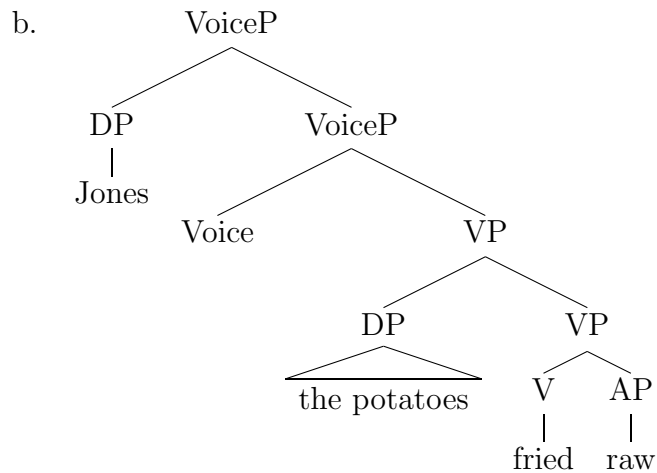 b. VoiceP
DP VoiceP
Jones
Voice VP
DP VP
the potatoes V AP
fried raw